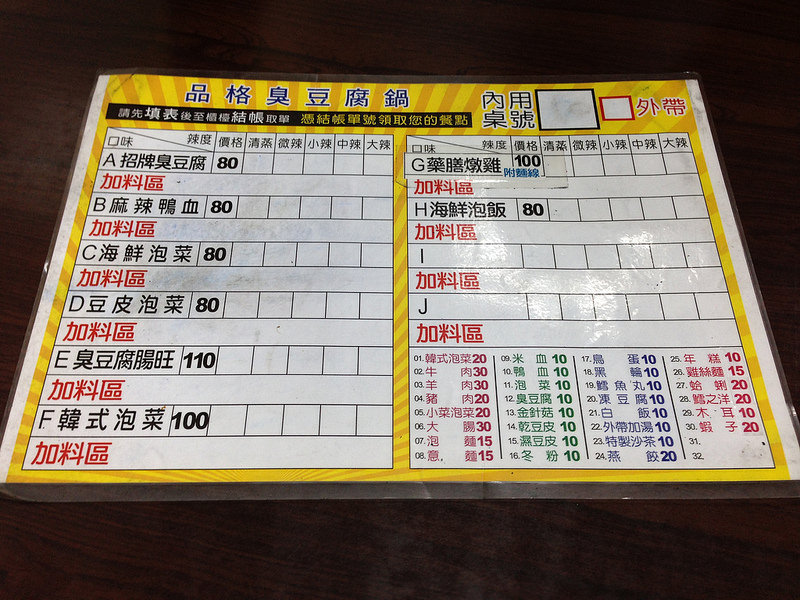 品格臭豆腐鍋
請先填表後至櫃檯結帳取單 憑結帳單號領取您的餐點
內用桌號
外帶
口味 辣度 價格 清蒸 微辣 小辣 中辣 大辣
A招牌臭豆腐 80
加料區
B麻辣鴨血 80
加料區
C海鮮泡菜 80
加料區
D豆皮泡菜 80
加料區
E臭豆腐腸旺 110
加料區
F韓式泡菜 100
加料區
口味 辣度 價格 清蒸 微辣 小辣 中辣 大辣
G藥膳燉雞 100 附麵線
加料區
H海鮮泡飯 80
加料區
I
加料區
J
加料區
01.韓式泡菜20
02.牛肉30
03.羊肉30
04.豬肉20
05.小菜泡菜20
06.大腸30
07.泡麵15
08.意麵15
09.米血10
10.鴨血10
11.泡菜10
12.臭豆腐10
13.金針菇10
14.乾豆皮10
15.濕豆皮10
16.冬粉10
17.鳥蛋10
18.黑輪10
19.鱈魚丸10
20.凍豆腐10
21.白飯10
22.外帶加湯10
23.特製沙茶10
24.燕餃20
25.年糕10
26.雞絲麵15
27.蛤蜊20
28.鱈之洋20
29.木耳10
30.蝦子20
31.
32.